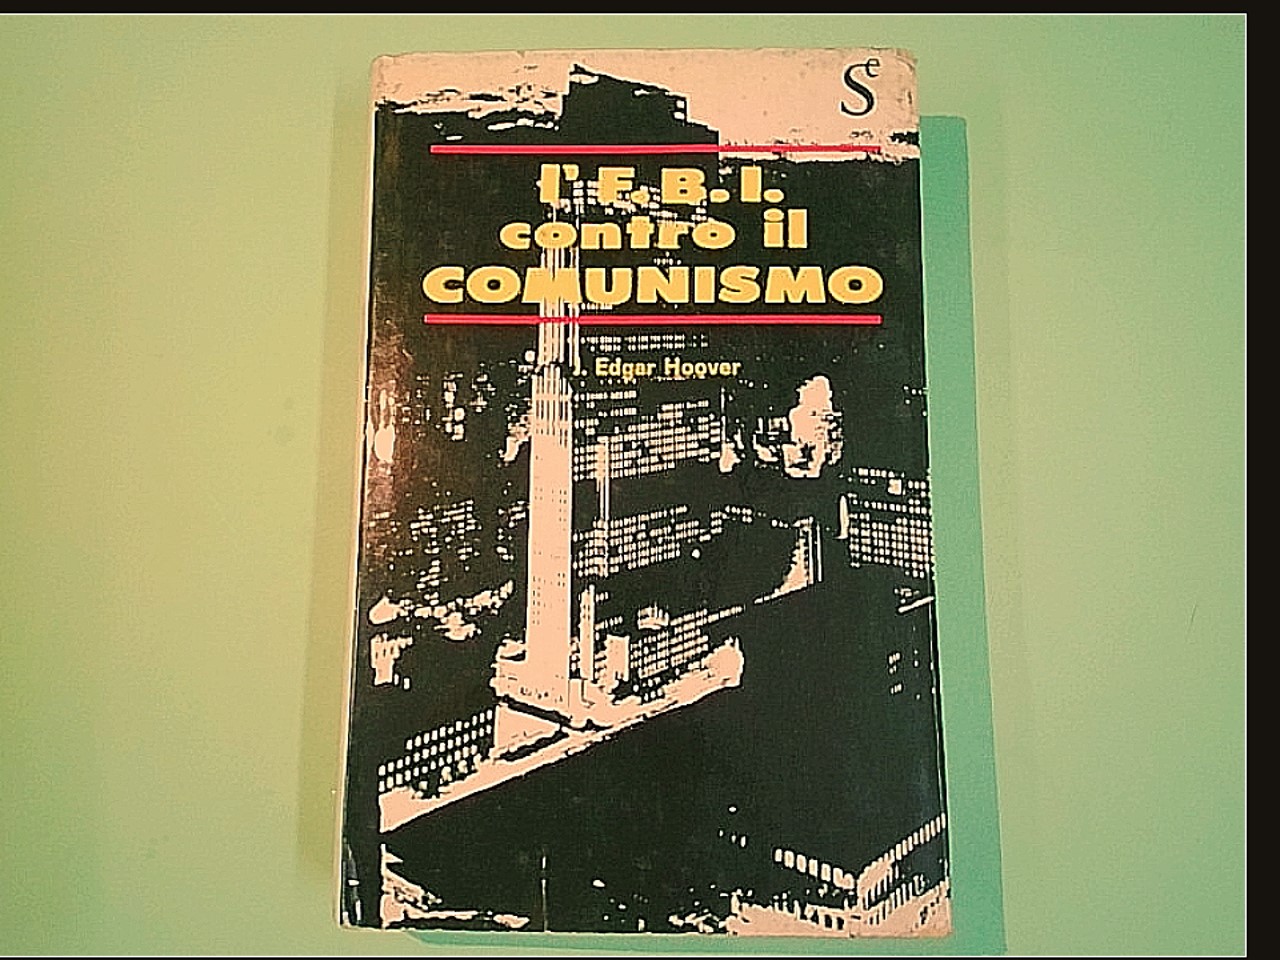 Se
l'F.B.I.
contro il
COMUNISMO
J. Edgar Hoover